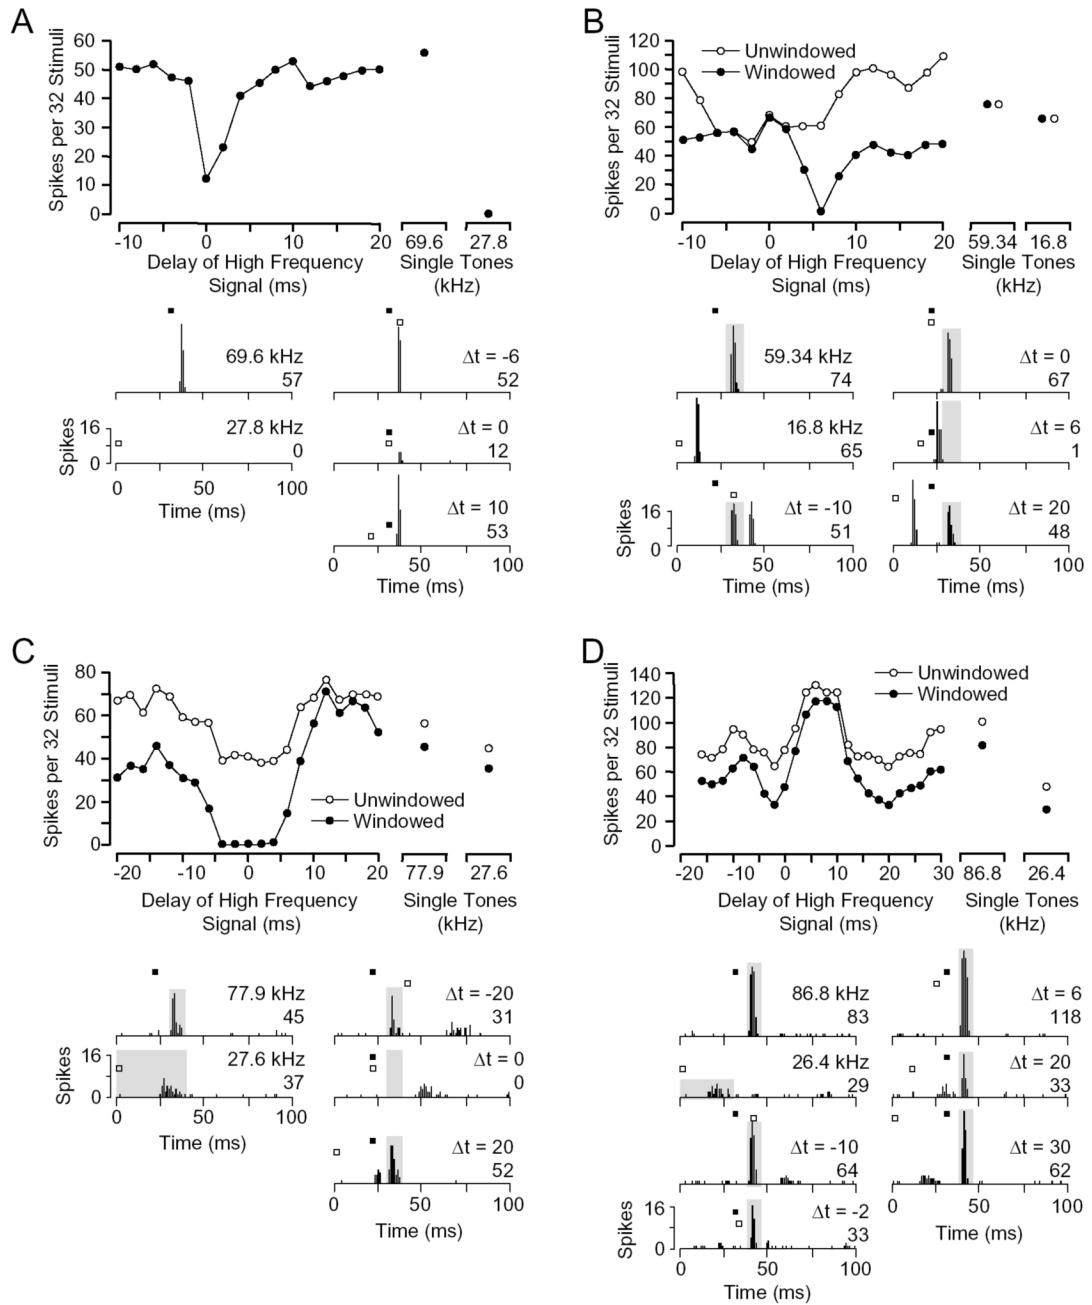 A
Spikes per 32 Stimuli
60
50
40
30
20
10
0
-10 0 10 20
69.6 27.8
Delay of High Frequency
Signal (ms)
Single Tones
(kHz)
69.6 kHz
57
Δt = -6
52
Spikes
16
0
27.8 kHz
0
Δt = 0
12
0 50 100
Time (ms)
Δt = 10
53
0 50 100
Time (ms)
B
Spikes per 32 Stimuli
120
100
80
60
40
20
0
Unwindowed
Windowed
-10 0 10 20
59.34 16.8
Delay of High Frequency
Signal (ms)
Single Tones
(kHz)
59.34 kHz
74
Δt = 0
67
16.8 kHz
65
Δt = 6
1
Spikes
16
0
Δt = -10
51
Δt = 20
48
0 50 100
Time (ms)
0 50 100
Time (ms)
C
Spikes per 32 Stimuli
80
60
40
20
0
Unwindowed
Windowed
-20 -10 0 10 20
77.9 27.6
Delay of High Frequency
Signal (ms)
Single Tones
(kHz)
77.9 kHz
45
Δt = -20
31
Spikes
16
0
27.6 kHz
37
Δt = 0
0
0 50 100
Time (ms)
Δt = 20
52
0 50 100
Time (ms)
D
Spikes per 32 Stimuli
140
120
100
80
60
40
20
0
Unwindowed
Windowed
-20 -10 0 10 20 30
86.8 26.4
Delay of High Frequency
Signal (ms)
Single Tones
(kHz)
86.8 kHz
83
Δt = 6
118
26.4 kHz
29
Δt = 20
33
Δt = -10
64
Δt = 30
62
0 50 100
Time (ms)
Spikes
16
0
Δt = -2
33
0 50 100
Time (ms)